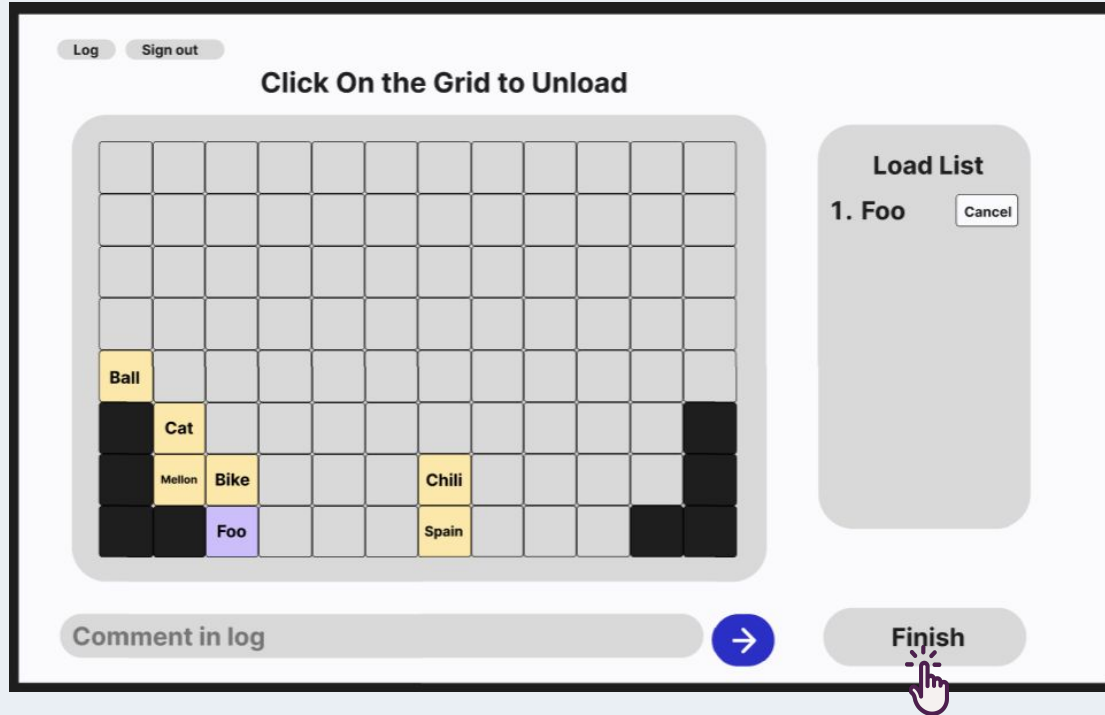 Log
Sign out
Click On the Grid to Unload
Ball
Cat
Mellon
Bike
Chili
Foo
Spain
Load List
1. Foo
Cancel
Comment in log
Finish